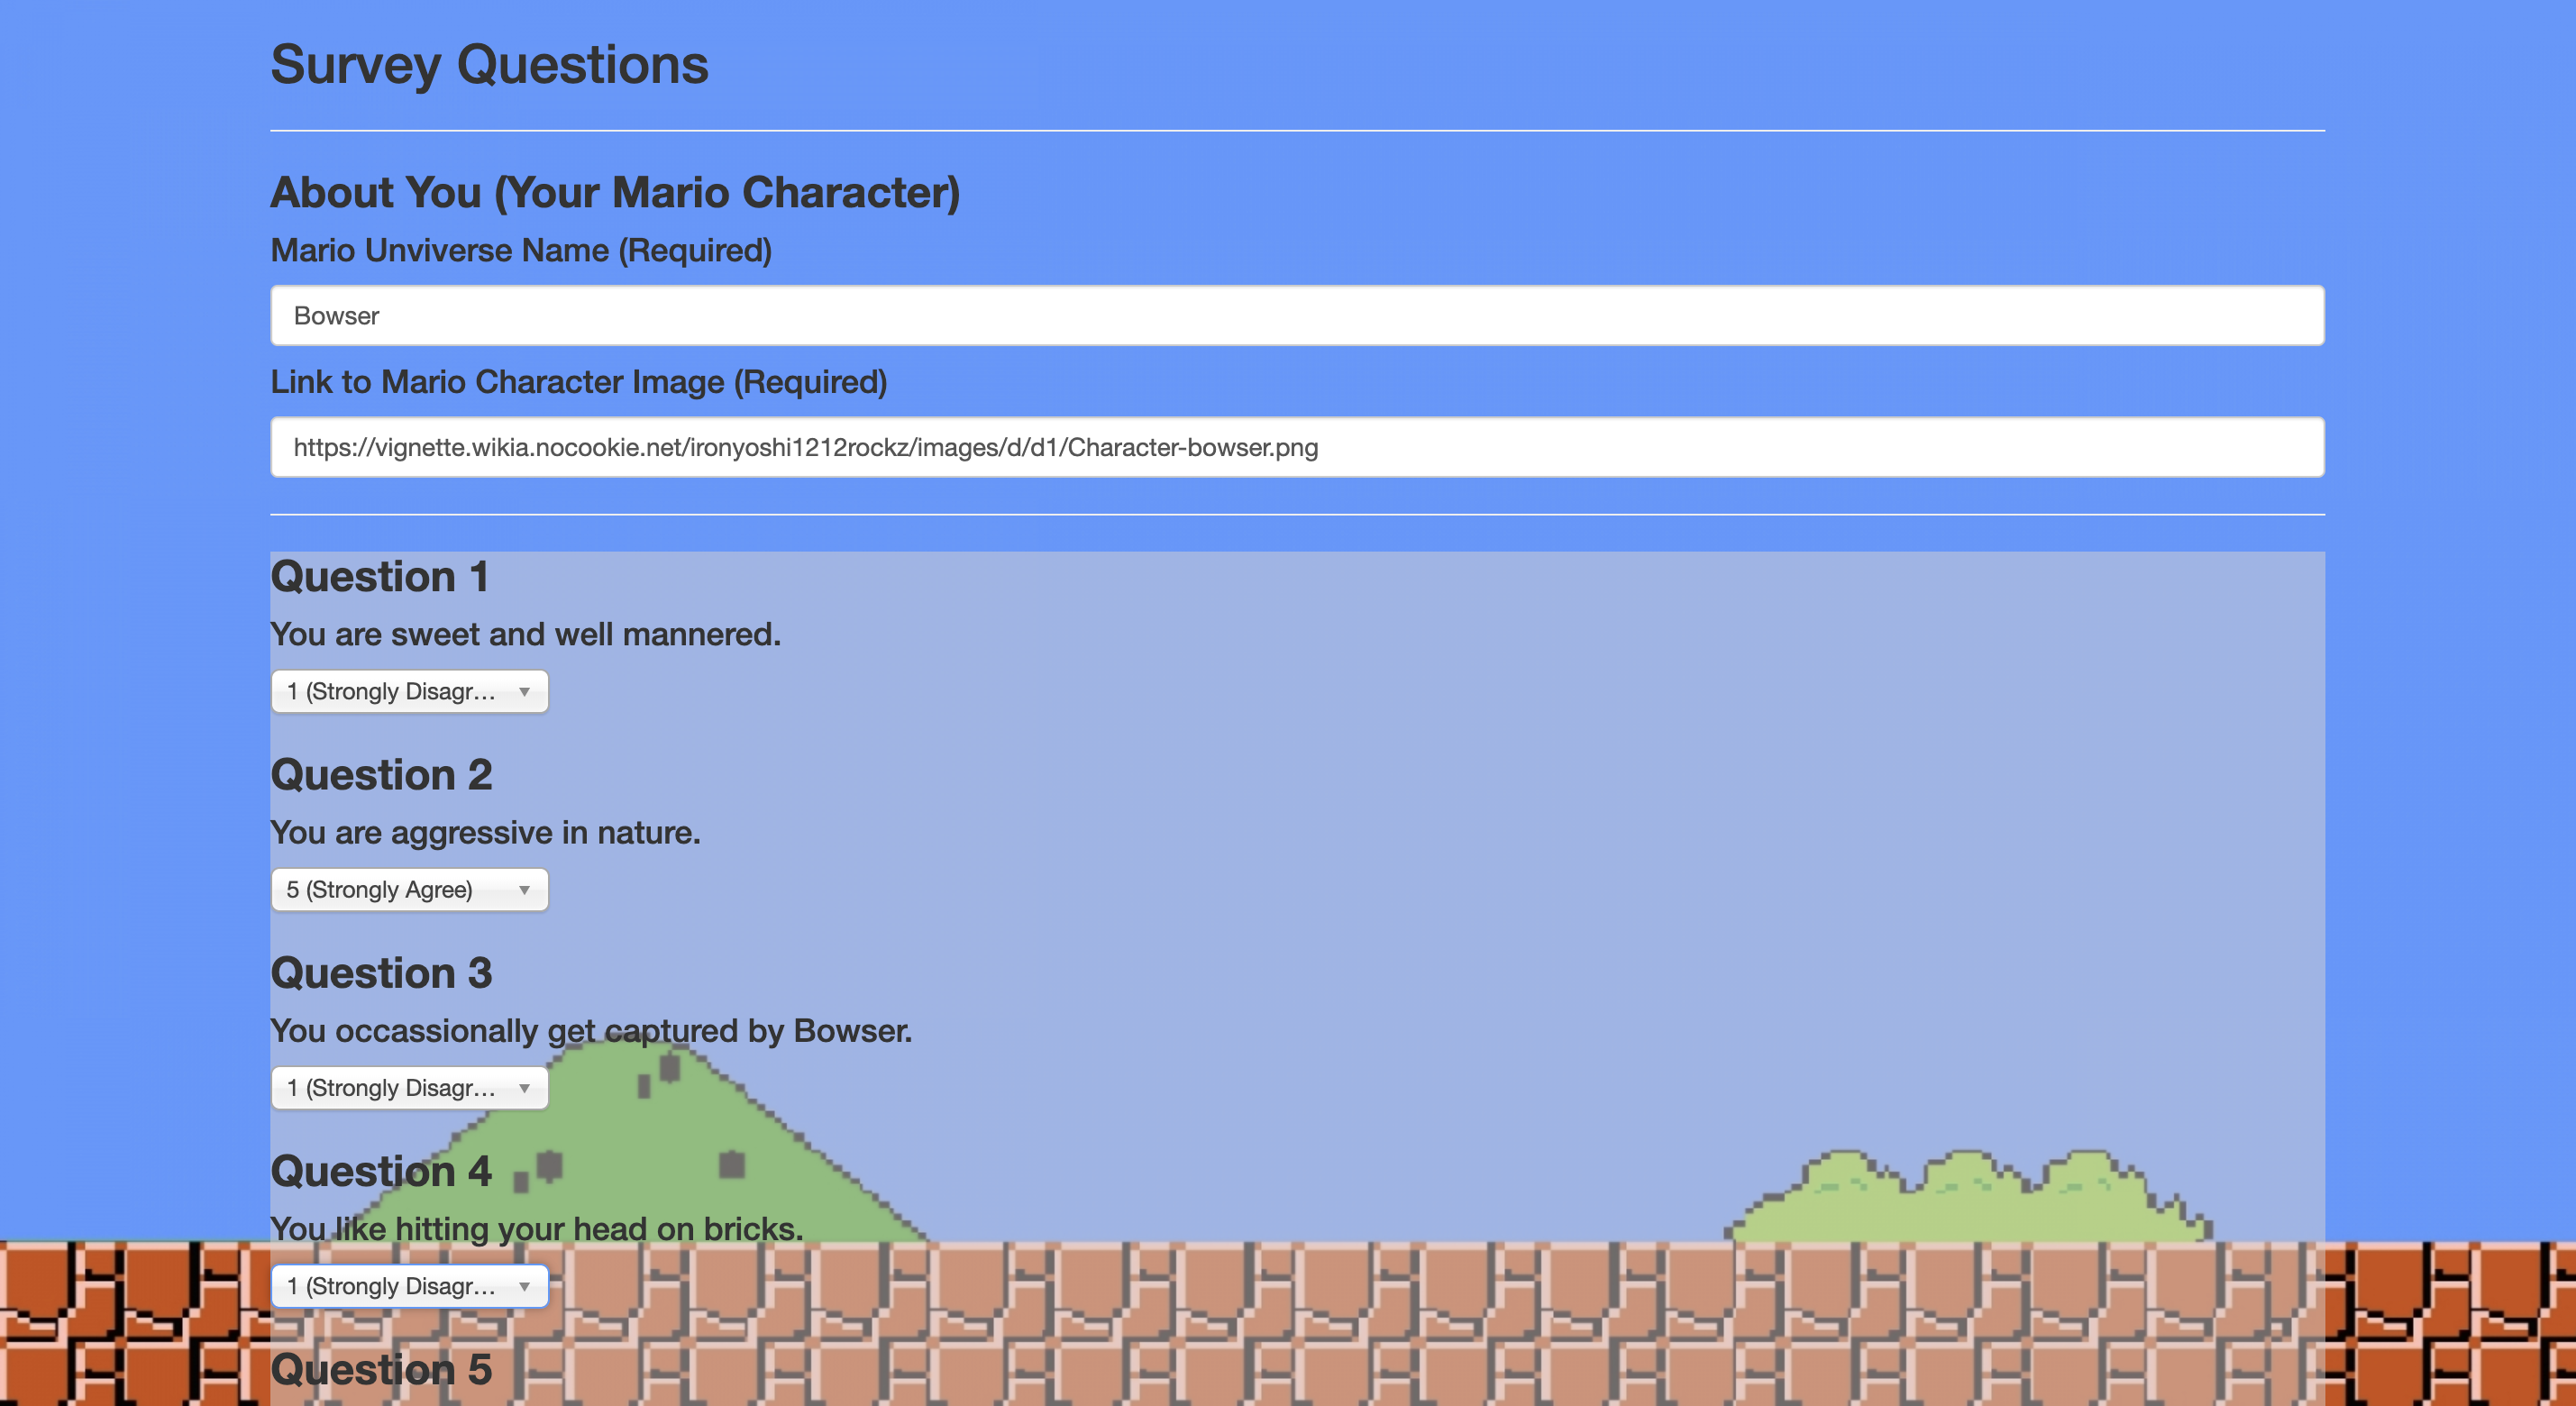 Survey Questions
About You (Your Mario Character)
Mario Unviverse Name (Required)
Bowser
Link to Mario Character Image (Required)
https://vignette.wikia.nocookie.net/ironyoshi1212rockz/images/d/d1/Character-bowser.png
Question 1
You are sweet and well mannered.
1 (Strongly Disagr...
Question 2
You are aggressive in nature.
5 (Strongly Agree)
Question 3
You occassionally get captured by Bowser.
1 (Strongly Disagr...
Question 4
You like hitting your head on bricks.
1 (Strongly Disagr...
Question 5